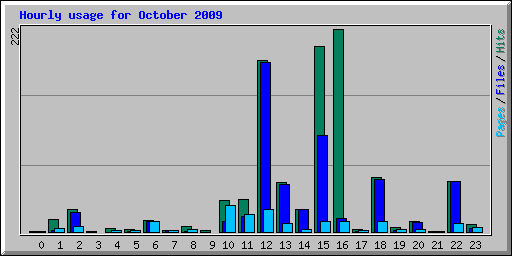 Hourly usage for October 2009
222
Pages/Files/Hits
0 1 2 3 4 5 6 7 8 9 10 11 12 13 14 15 16 17 18 19 20 21 22 23